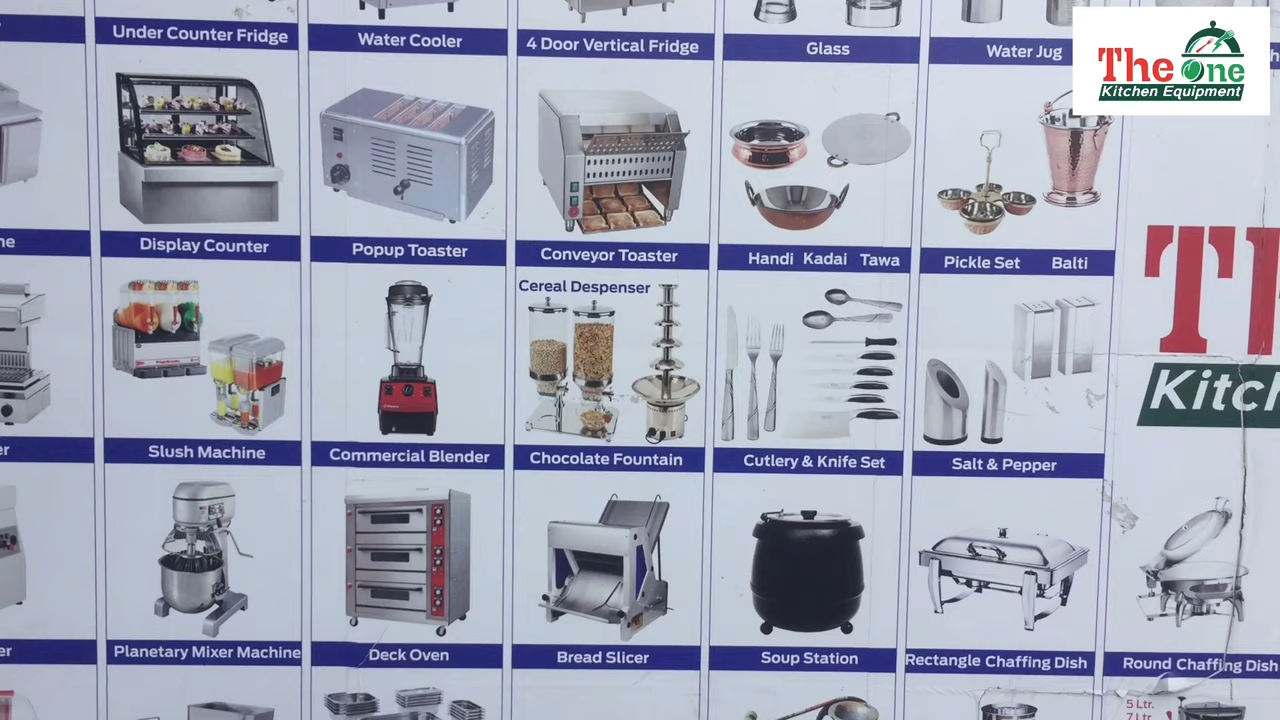 Under Counter Fridge
Water Cooler
4 Door Vertical Fridge
Glass
Water Jug
The One
Kitchen Equipment
Display Counter
Popup Toaster
Conveyor Toaster
Handi Kadai Tawa
Pickle Set Balti
Cereal Despenser
Slush Machine
Commercial Blender
Chocolate Fountain
Cutlery & Knife Set
Salt & Pepper
Planetary Mixer Machine
Deck Oven
Bread Slicer
Soup Station
Rectangle Chaffing Dish
Round Chaffing Dish
5 Ltr.
7 Ltr.